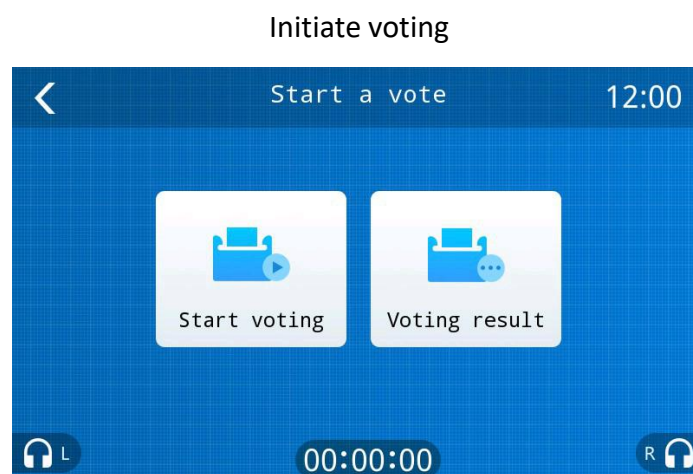 Initiate voting
Start a vote
12:00
Start voting
Voting result
L
00:00:00
R